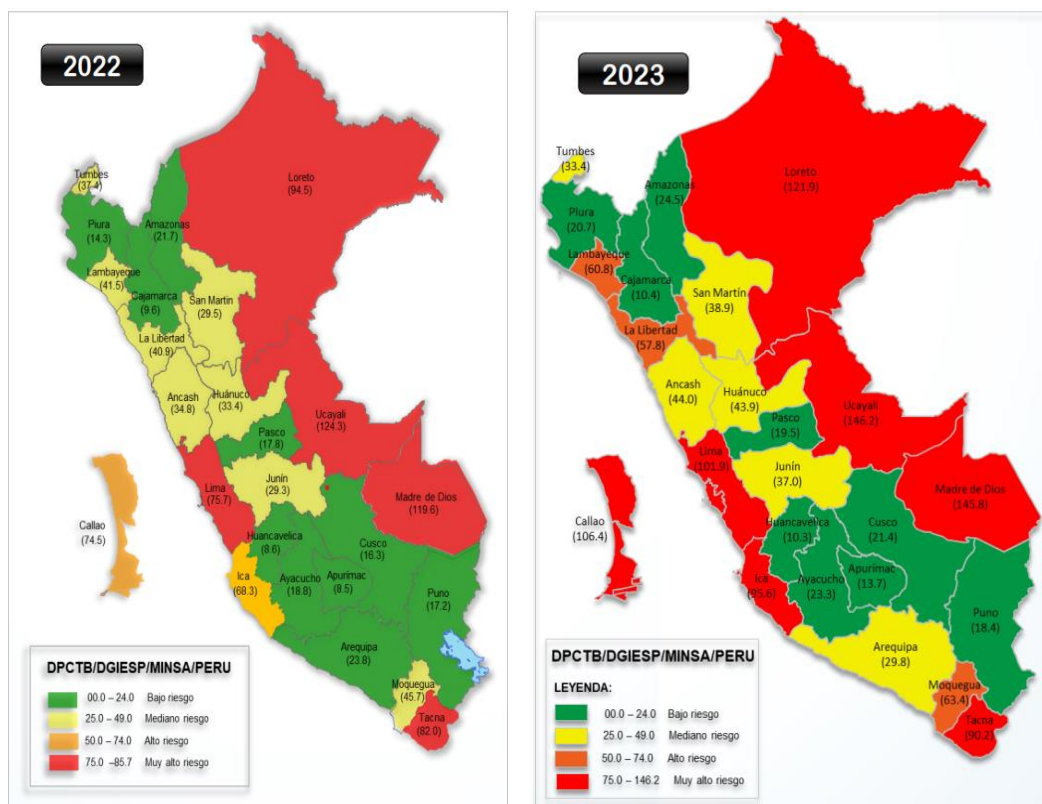 2022
Tumbes
(37.4)
Loreto
(94.5)
Piura
(14.3)
Amazonas
(21.7)
Lambayeque
(41.5)
Cajamarca
(9.6)
San Martin
(29.5)
La Libertad
(40.9)
Ancash
(34.8)
Huánuco
(33.4)
Ucayali
(124.3)
Pasco
(17.8)
Lima
(75.7)
Junín
(29.3)
Madre de Dios
(119.6)
Callao
(74.5)
Huancavelica
(8.6)
Cusco
(16.3)
Ica
(68.3)
Ayacucho
(18.8)
Apurímac
(8.5)
Puno
(17.2)
Arequipa
(23.8)
Moquegua
(45.7)
Tacna
(82.0)
DPCTB/DGIESP/MINSA/PERU
00.0 – 24.0 Bajo riesgo
25.0 – 49.0 Mediano riesgo
50.0 – 74.0 Alto riesgo
75.0 –85.7 Muy alto riesgo
2023
Tumbes
(33.4)
Loreto
(121.9)
Amazonas
(24.5)
Piura
(20.7)
Lambayeque
(60.8)
Cajamarca
(10.4)
San Martín
(38.9)
La Libertad
(57.8)
Ancash
(44.0)
Huánuco
(43.9)
Ucayali
(146.2)
Pasco
(19.5)
Lima
(101.9)
Junín
(37.0)
Madre de Dios
(145.8)
Callao
(106.4)
Huancavelica
(10.3)
Cusco
(21.4)
Ica
(95.6)
Ayacucho
(23.3)
Apurímac
(13.7)
Puno
(18.4)
Arequipa
(29.8)
Moquegua
(63.4)
Tacna
(90.2)
DPCTB/DGIESP/MINSA/PERU
LEYENDA:
00.0 – 24.0 Bajo riesgo
25.0 – 49.0 Mediano riesgo
50.0 – 74.0 Alto riesgo
75.0 – 146.2 Muy alto riesgo